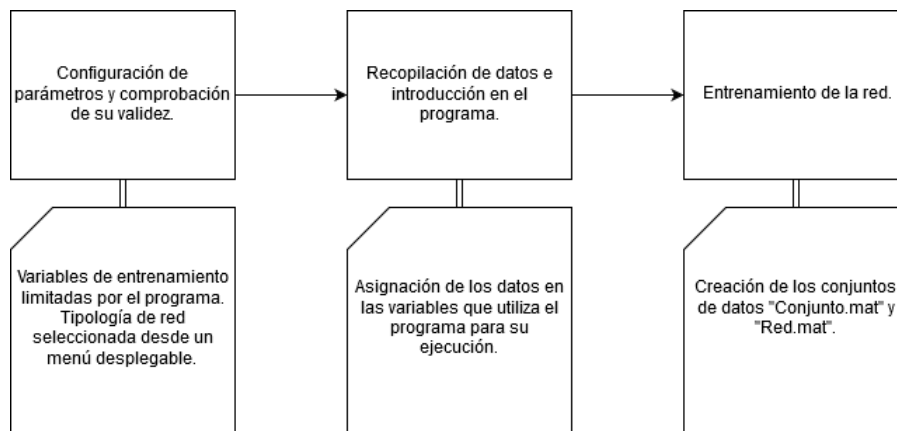 Configuración de
parámetros y comprobación
de su validez.
Recopilación de datos e
introducción en el
programa.
Entrenamiento de la red.
Variables de entrenamiento
limitadas por el programa.
Tipología de red
seleccionada desde un
menú desplegable.
Asignación de los datos en
las variables que utiliza el
programa para su
ejecución.
Creación de los conjuntos
de datos "Conjunto.mat" y
"Red.mat".